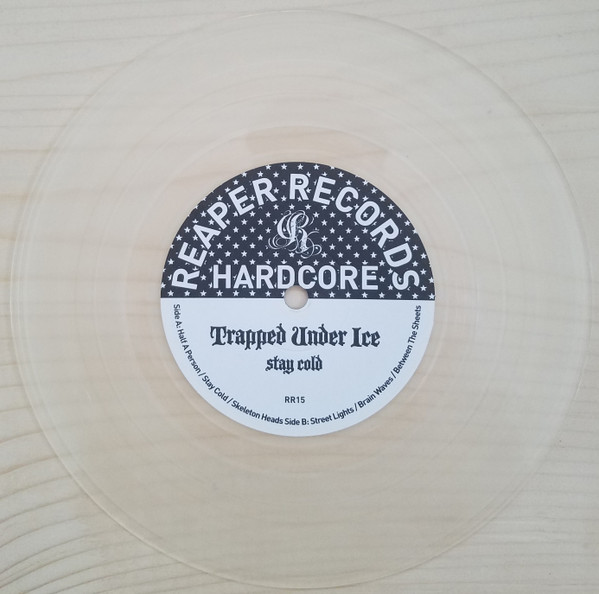 REAPER RECORDS
HARDCORE
Trapped Under Ice
stay cold
RR15
Side A: Half A Person / Stay Cold / Skeleton Heads Side B: Street Lights / Brain Waves / Between The Sheets